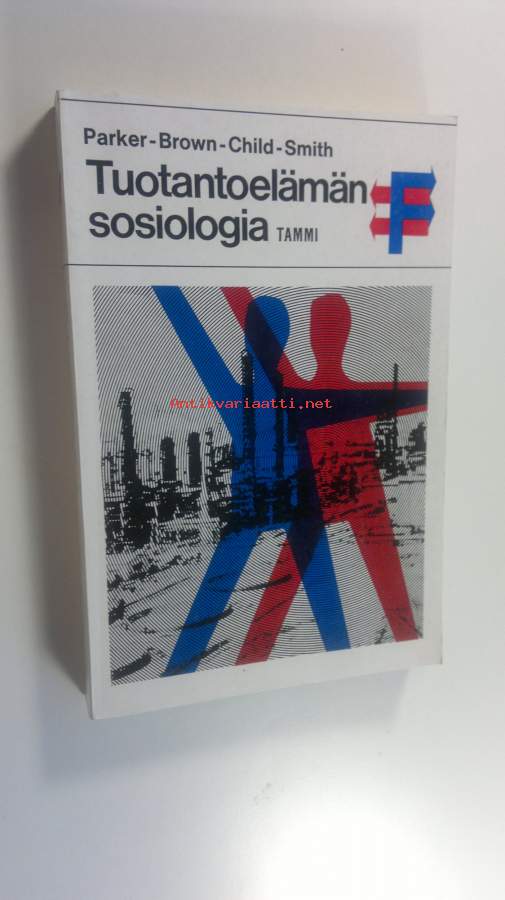 Parker-Brown-Child-Smith
Tuotantoelämän
sosiologia TAMMI
F
Antikvariaatti.net